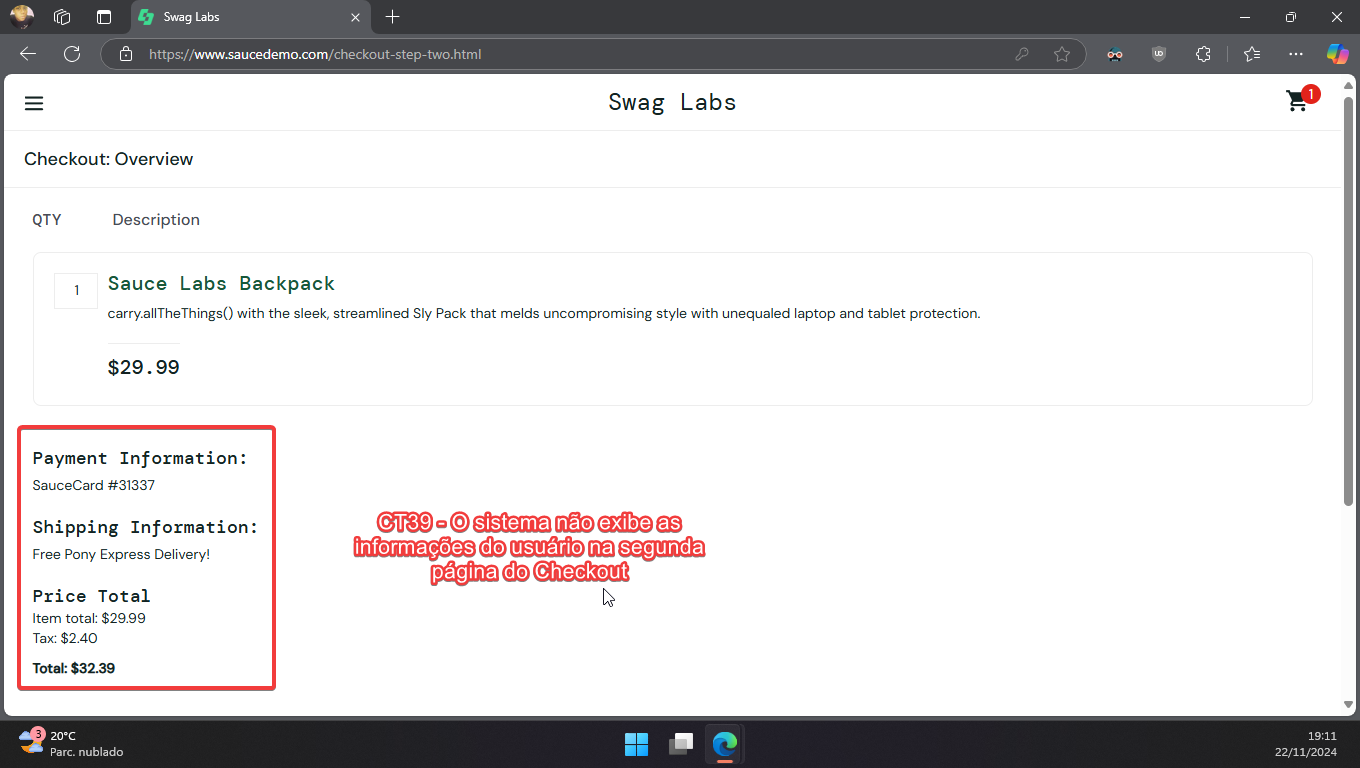 Swag Labs
https://www.saucedemo.com/checkout-step-two.html
Swag Labs
1
Checkout: Overview
QTY Description
1
Sauce Labs Backpack
carry.allTheThings() with the sleek, streamlined Sly Pack that melds uncompromising style with unequaled laptop and tablet protection.
$29.99
Payment Information:
SauceCard #31337
Shipping Information:
Free Pony Express Delivery!
Price Total
Item total: $29.99
Tax: $2.40
Total: $32.39
CT39 - O sistema não exibe as
informações do usuário na segunda
página do Checkout
3
20°C
Parc. nublado
19:11
22/11/2024